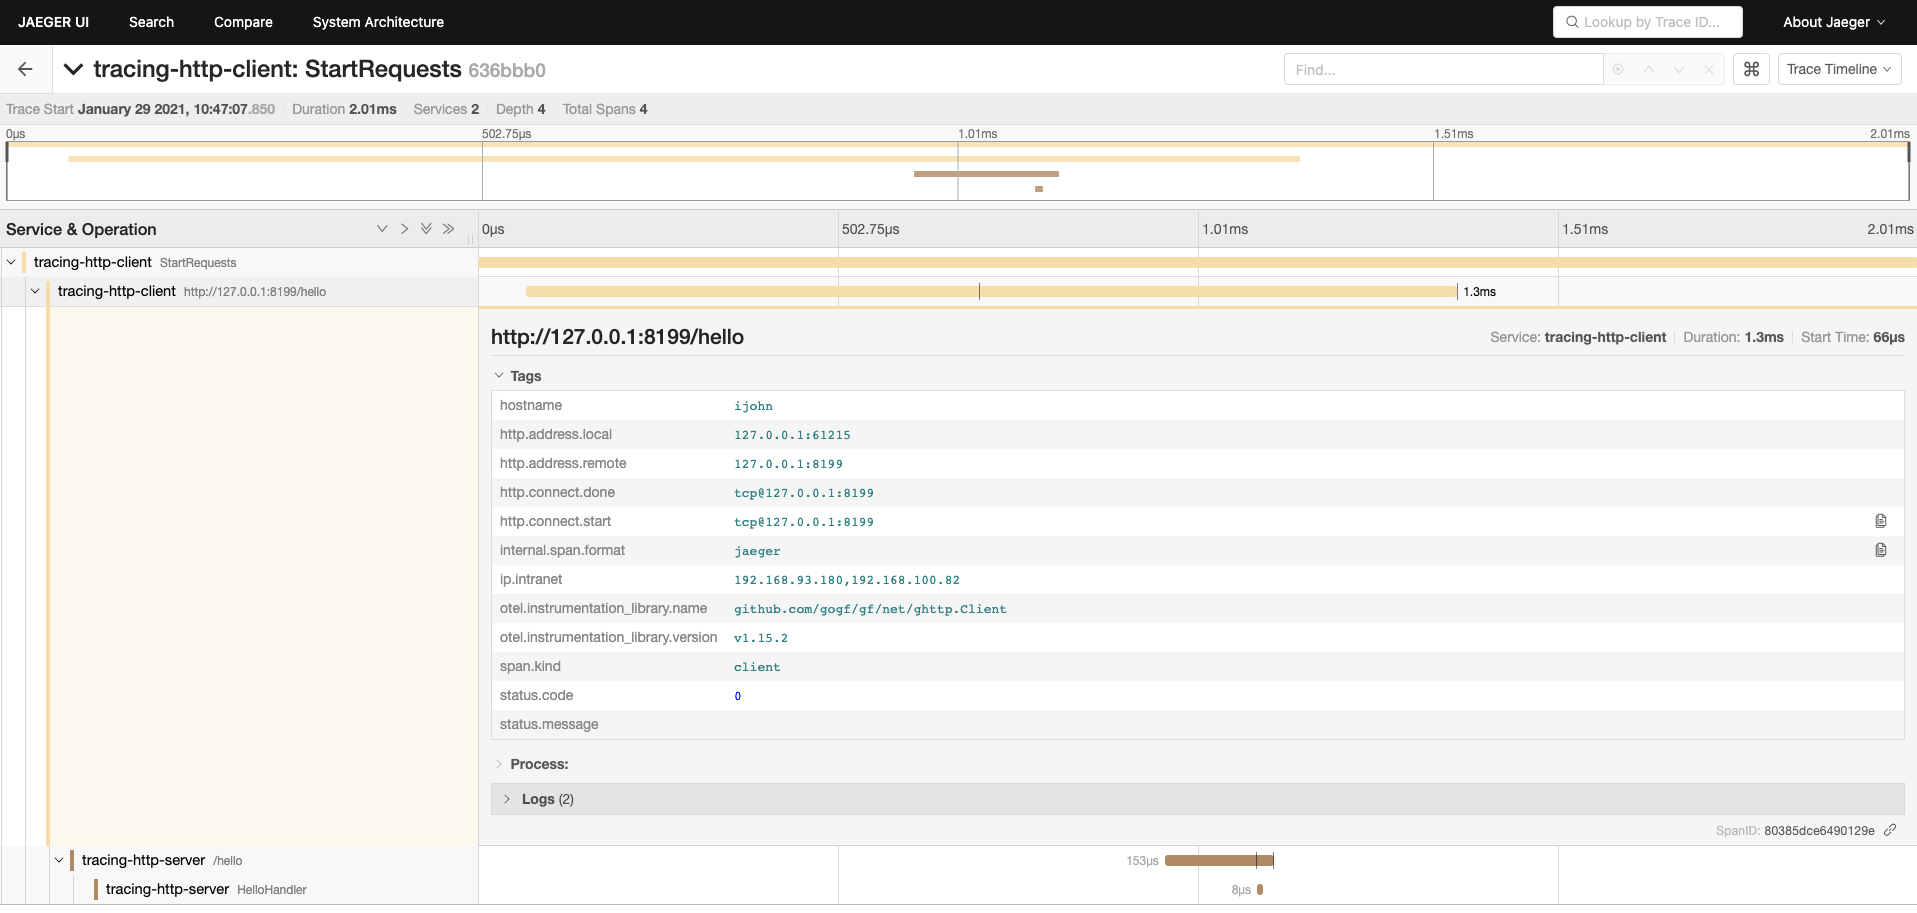 JAEGER UI Search Compare System Architecture Lookup by Trace ID... About Jaeger
tracing-http-client: StartRequests 636bbb0 Find... ⌘ Trace Timeline
Trace Start January 29 2021, 10:47:07.850 Duration 2.01ms Services 2 Depth 4 Total Spans 4
0μs 502.75μs 1.01ms 1.51ms 2.01ms
Service & Operation 0μs 502.75μs 1.01ms 1.51ms 2.01ms
tracing-http-client StartRequests
tracing-http-client http://127.0.0.1:8199/hello 1.3ms
http://127.0.0.1:8199/hello Service: tracing-http-client Duration: 1.3ms Start Time: 66μs
Tags
hostname ijohn
http.address.local 127.0.0.1:61215
http.address.remote 127.0.0.1:8199
http.connect.done tcp@127.0.0.1:8199
http.connect.start tcp@127.0.0.1:8199
internal.span.format jaeger
ip.intranet 192.168.93.180,192.168.100.82
otel.instrumentation_library.name github.com/gogf/gf/net/ghttp.Client
otel.instrumentation_library.version v1.15.2
span.kind client
status.code 0
status.message
Process:
Logs (2)
SpanID: 80385dce6490129e
tracing-http-server /hello 153μs
tracing-http-server HelloHandler 8μs